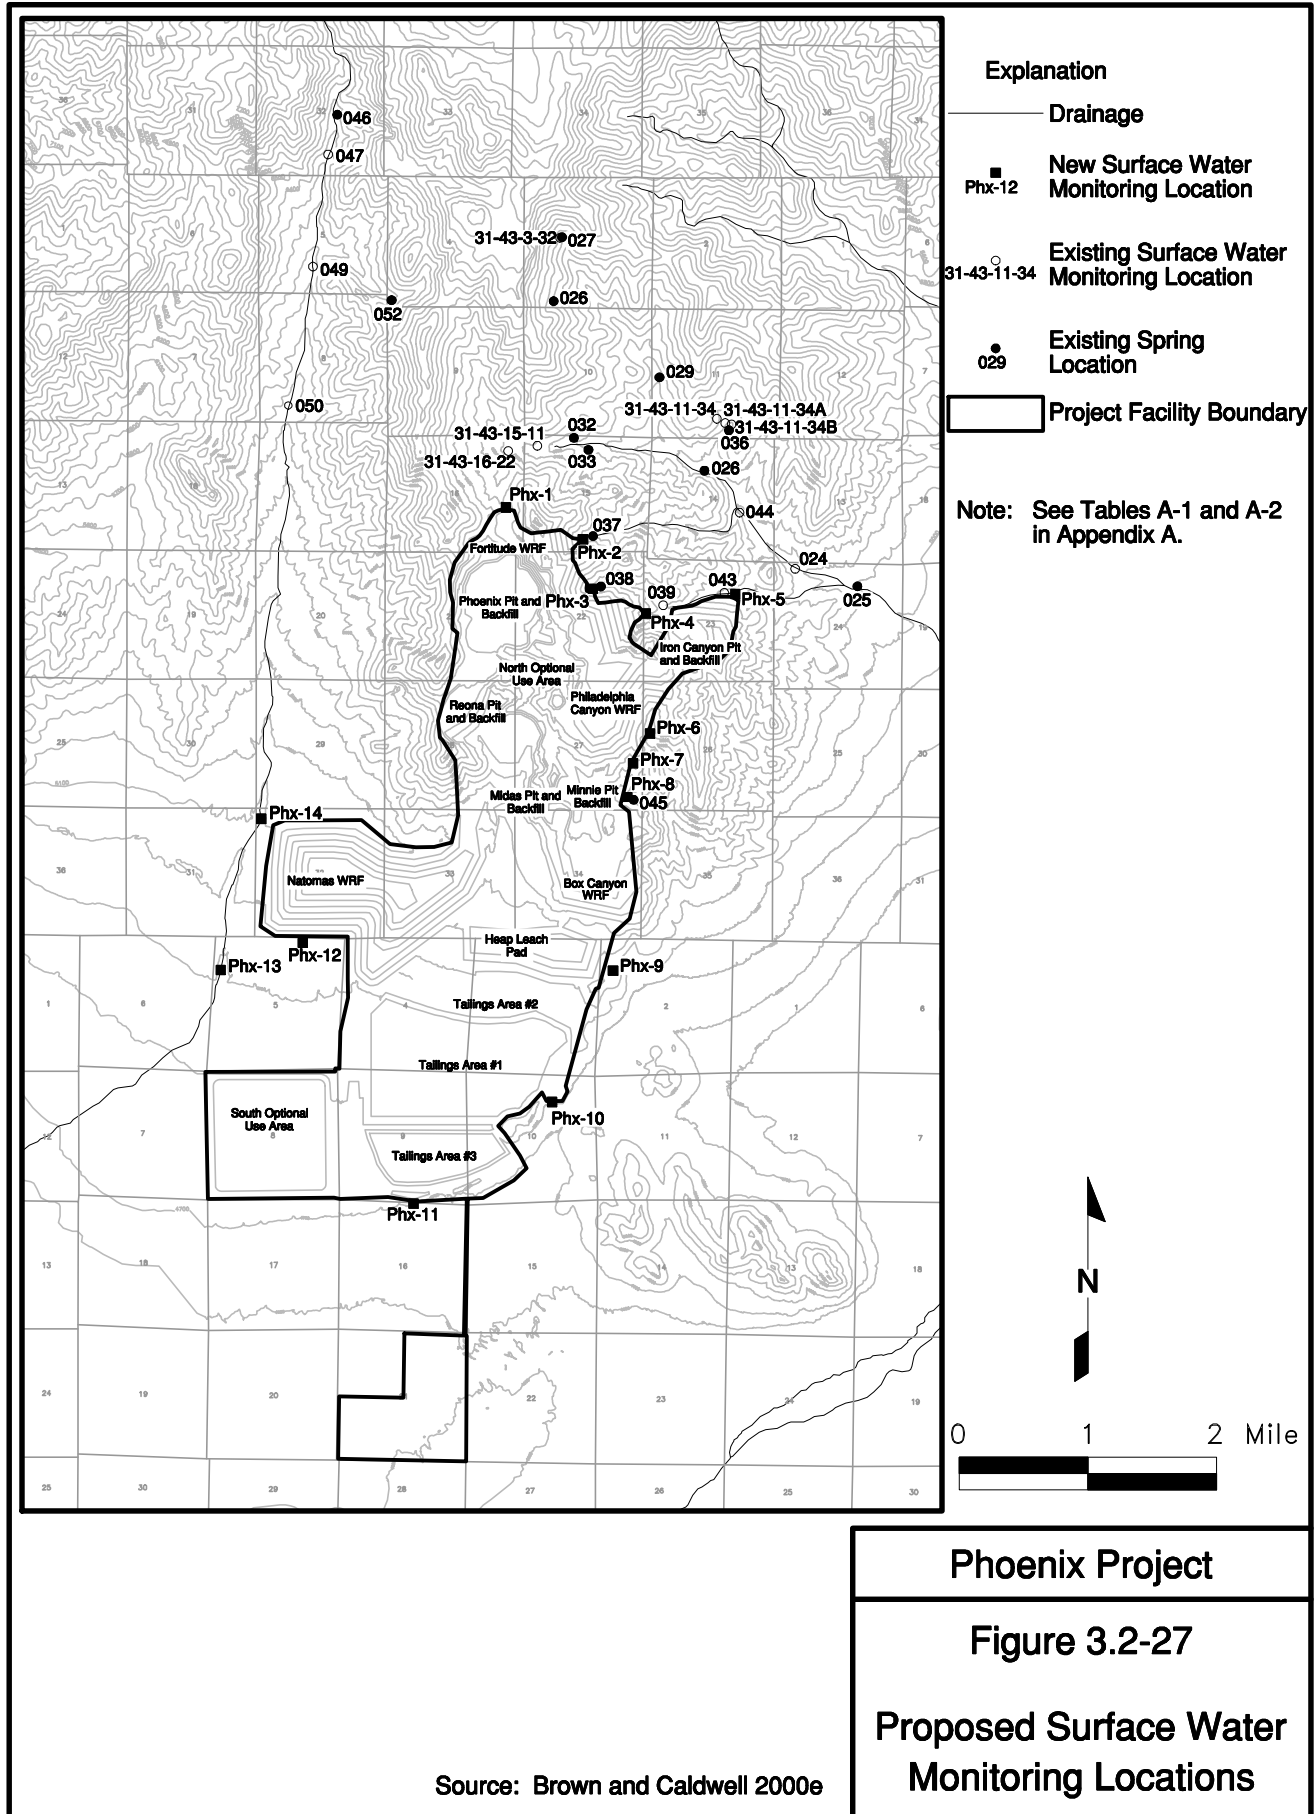 Explanation
Drainage
Phx-12
New Surface Water
Monitoring Location
31-43-11-34
Existing Surface Water
Monitoring Location
029
Existing Spring
Location
Project Facility Boundary
Note: See Tables A-1 and A-2
in Appendix A.
046
047
31-43-3-32
027
049
052
026
029
050
31-43-11-34
31-43-11-34A
31-43-11-34B
036
032
31-43-15-11
033
31-43-16-22
026
Phx-1
044
037
Phx-2
Fortitude WRF
024
038
Phx-3
039
043
Phx-5
025
Phoenix Pit and
Backfill
Phx-4
Iron Canyon Pit
and Backfill
North Optional
Use Area
Philadelphia
Canyon WRF
Reona Pit
and Backfill
Phx-6
Phx-7
Phx-8
045
Midas Pit and
Backfill
Minnie Pit
Backfill
Phx-14
Natomas WRF
Box Canyon
WRF
Heap Leach
Pad
Phx-12
Phx-13
Phx-9
Tailings Area #2
Tailings Area #1
South Optional
Use Area
Phx-10
Tailings Area #3
Phx-11
N
0 1 2 Mile
Phoenix Project
Figure 3.2-27
Proposed Surface Water
Monitoring Locations
Source: Brown and Caldwell 2000e